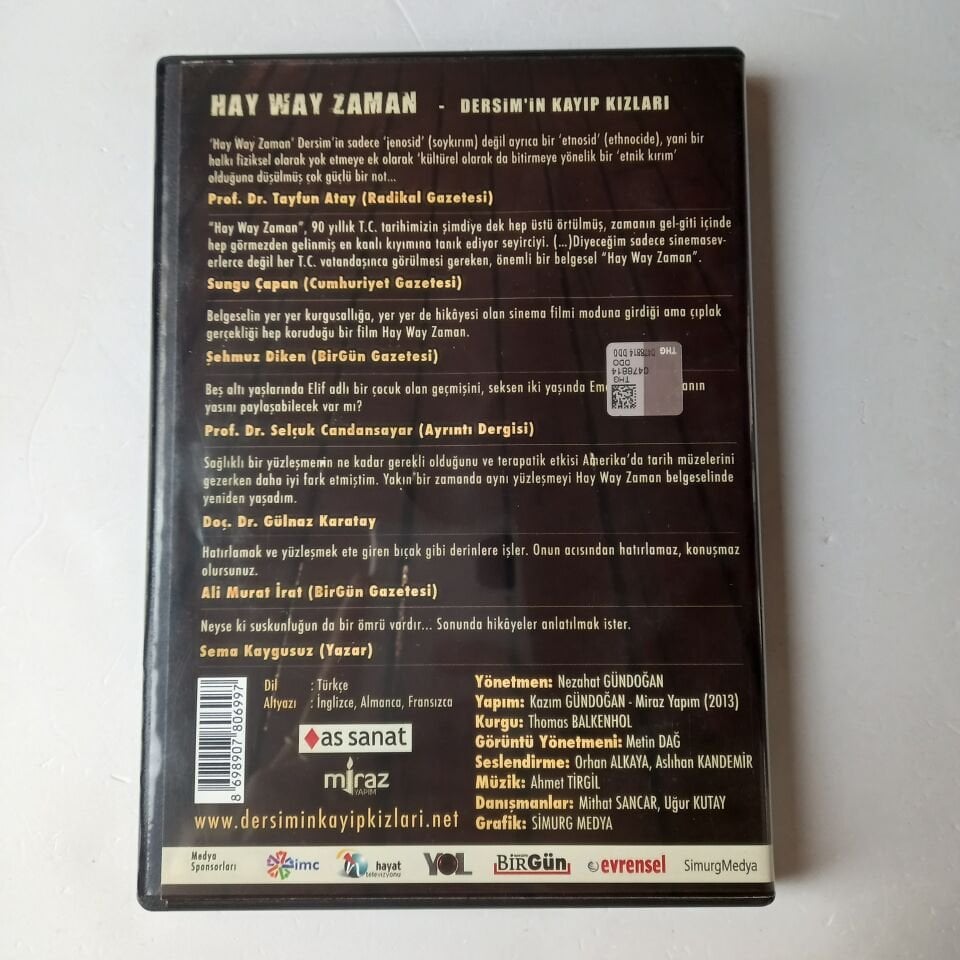 HAY WAY ZAMAN - DERSİM'İN KAYIP KIZLARI
'Hay Way Zaman' Dersim'in sadece 'jenosid' (soykırım) değil ayrıca bir 'etnosid' (ethnocide), yani bir
halkı fiziksel olarak yok etmeye ek olarak 'kültürel olarak da bitirmeye yönelik bir 'etnik kırım'
olduğuna düşülmüş çok güçlü bir not...
Prof. Dr. Tayfun Atay (Radikal Gazetesi)
"Hay Way Zaman", 90 yıllık T.C. tarihimizin şimdiye dek hep üstü örtülmüş, zamanın gel-giti içinde
hep görmezden gelinmiş en kanlı kıyımına tanık ediyor seyirciyi. (...)Diyeceğim sadece sinemasev-
erlerce değil her T.C. vatandaşınca görülmesi gereken, önemli bir belgesel "Hay Way Zaman".
Sungu Çapan (Cumhuriyet Gazetesi)
Belgeselin yer yer kurgusallığa, yer yer de hikâyesi olan sinema filmi moduna girdiği ama çıplak
gerçekliği hep koruduğu bir film Hay Way Zaman.
Şehmuz Diken (BirGün Gazetesi)
THG
0478814 DDO
THG
0478814
DDO
Beş altı yaşlarında Elif adlı bir çocuk olan geçmişini, seksen iki yaşında
yasını paylaşabilecek var mı?
Prof. Dr. Selçuk Candansayar (Ayrıntı Dergisi)
Sağlıklı bir yüzleşmenin ne kadar gerekli olduğunu ve terapatik etkisi Amerika'da tarih müzelerini
gezerken daha iyi fark etmiştim. Yakın bir zamanda aynı yüzleşmeyi Hay Way Zaman belgeselinde
yeniden yaşadım.
Doç. Dr. Gülnaz Karatay
Hatırlamak ve yüzleşmek ete giren bıçak gibi derinlere işler. Onun acısından hatırlamaz, konuşmaz
olursunuz.
Ali Murat İrat (BirGün Gazetesi)
Neyse ki suskunluğun da bir ömrü vardır... Sonunda hikâyeler anlatılmak ister.
Sema Kaygusuz (Yazar)
Dil : Türkçe
Altyazı : İnglizce, Almanca, Fransızca
as sanat
miraz
YAPIM
8 698907 806997
www.dersiminkayipkizlari.net
Yönetmen: Nezahat GÜNDOĞAN
Yapım: Kazım GÜNDOĞAN - Miraz Yapım (2013)
Kurgu: Thomas BALKENHOL
Görüntü Yönetmeni: Metin DAĞ
Seslendirme: Orhan ALKAYA, Aslıhan KANDEMİR
Müzik: Ahmet TİRGİL
Danışmanlar: Mithat SANCAR, Uğur KUTAY
Grafik: SİMURG MEDYA
Medya
Sponsorları
imc
hayat
televizyonu
YOL
BİRGün
evrensel
SimurgMedya